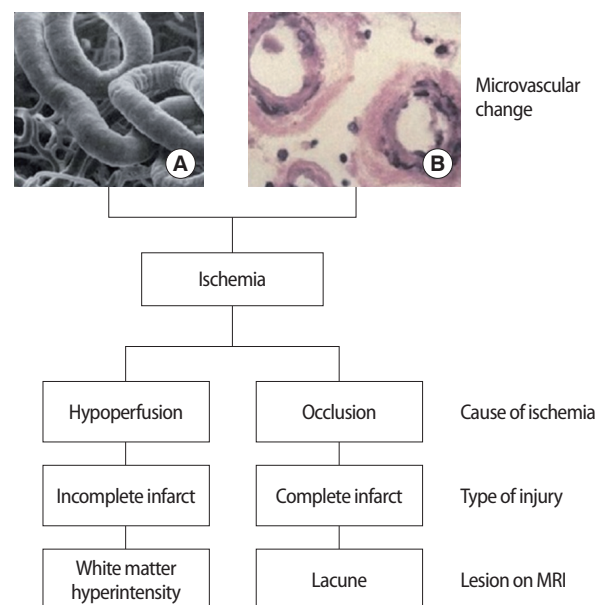 A
B
Microvascular
change
Ischemia
Hypoperfusion
Occlusion
Cause of ischemia
Incomplete infarct
Complete infarct
Type of injury
White matter
hyperintensity
Lacune
Lesion on MRI